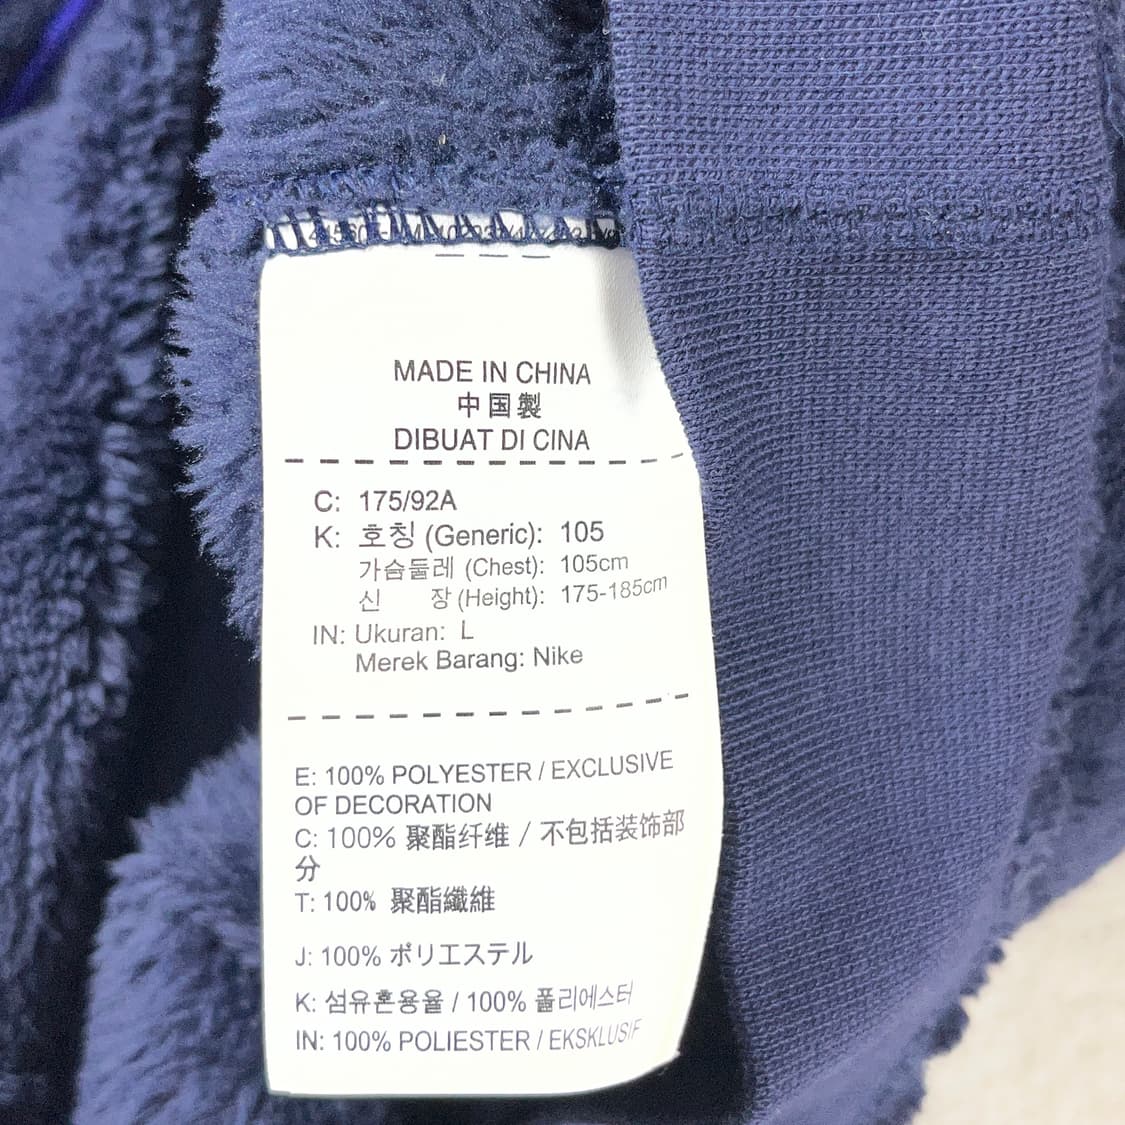 MADE IN CHINA
中国製
DIBUAT DI CINA
C: 175/92A
K: 호칭 (Generic): 105
가슴둘레 (Chest): 105cm
신 장 (Height): 175-185cm
IN: Ukuran: L
Merek Barang: Nike
E: 100% POLYESTER / EXCLUSIVE
OF DECORATION
C: 100% 聚酯纤维 / 不包括装饰部
分
T: 100% 聚酯纖維
J: 100% ポリエステル
K: 섬유혼용율 / 100% 폴리에스터
IN: 100% POLIESTER / EKSKLUSIF